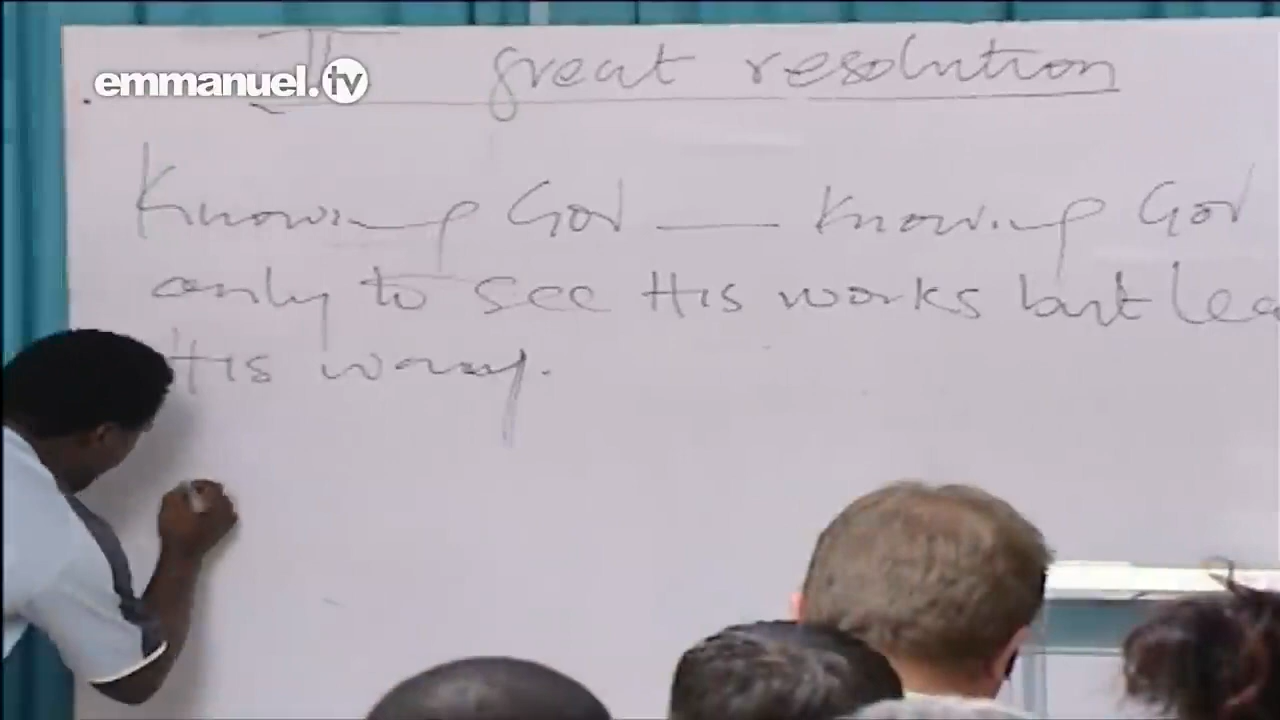 emmanuel.tv
great resolution
Knowing God — Knowing God
only to see His works but lea
His way.